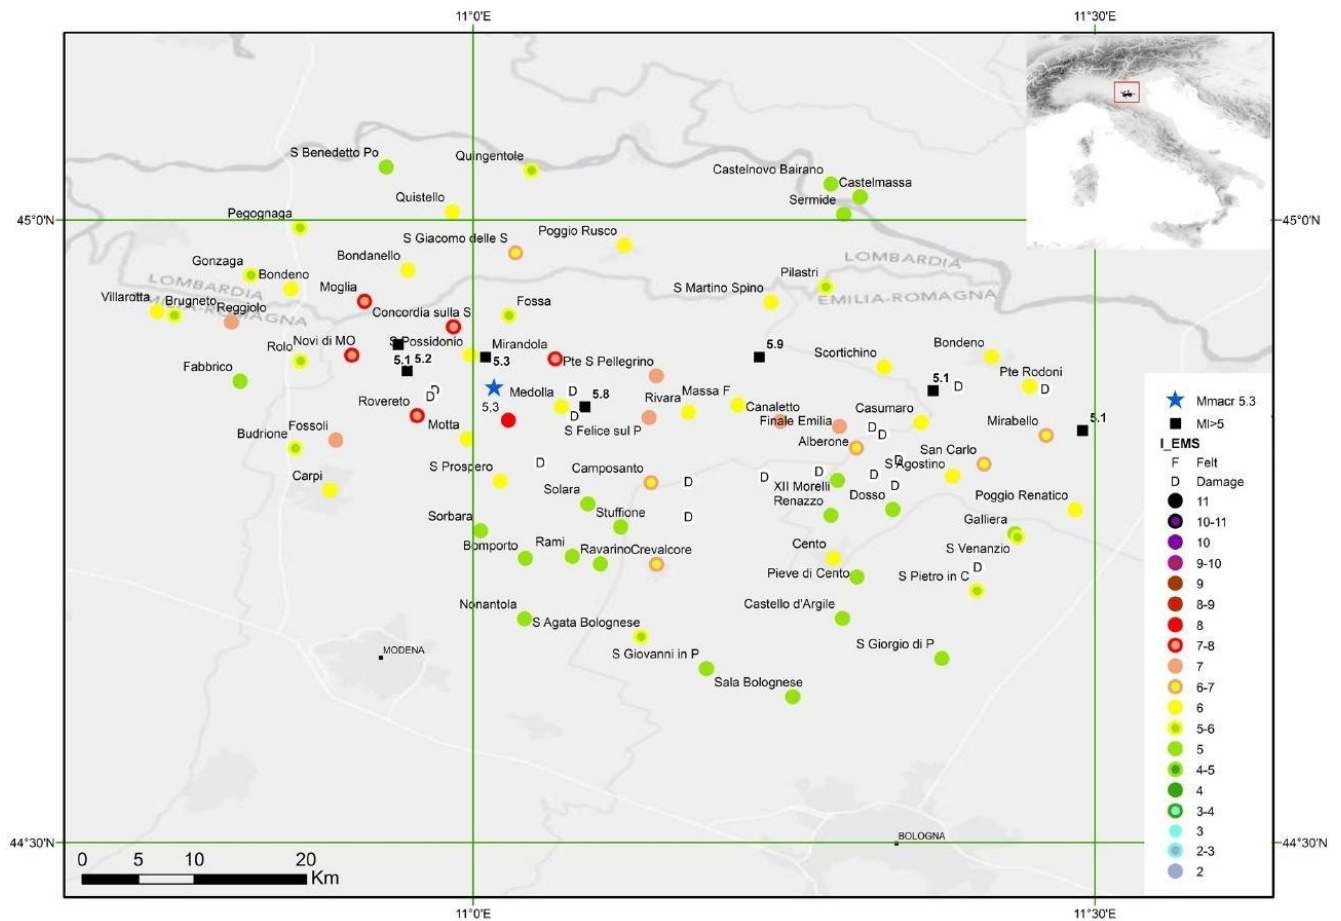 11°0'E
11°30'E
S Benedetto Po
Quingentole
Castelnovo Bairano
Castelmassa
Sermide
Quistello
45°0'N
45°0'N
Pegognaga
S Giacomo delle S
Poggio Rusco
Gonzaga
Bondeno
Bondanello
LOMBARDIA
LOMBARDIA
EMILIA-ROMAGNA
Pilastri
S Martino Spino
EMILIA-ROMAGNA
Villarotta
Brugneto
Reggiolo
Moglia
Concordia sulla S
Fossa
Rolo
Novi di MO
S Possidonio
Mirandola
5.9
Scortichino
Bondeno
5.1
5.2
5.3
Pte S Pellegrino
Pte Rodoni
Fabbrico
5.1
D
D
D
D
Rovereto
5.3
Medolla
D
5.8
Rivara
Massa F
Canaletto
Casumaro
Mirabello
5.1
Budrione
Fossoli
Motta
D
S Felice sul P
Finale Emilia
D
D
Alberone
San Carlo
Carpi
S Prospero
D
Camposanto
D
D
D
D
D
S Agostino
D
Solara
XII Morelli
Dosso
Poggio Renatico
Sorbara
Stuffione
D
Renazzo
Galliera
Bomporto
Rami
Ravarino
Crevalcore
Cento
S Venanzio
Pieve di Cento
S Pietro in C
D
Nonantola
S Agata Bolognese
Castello d'Argile
MODENA
S Giovanni in P
S Giorgio di P
Sala Bolognese
BOLOGNA
44°30'N
44°30'N
0 5 10 20
Km
11°0'E
11°30'E
Mmacr 5.3
Ml>5
I_EMS
F Felt
D Damage
11
10-11
10
9-10
9
8-9
8
7-8
7
6-7
6
5-6
5
4-5
4
3-4
3
2-3
2